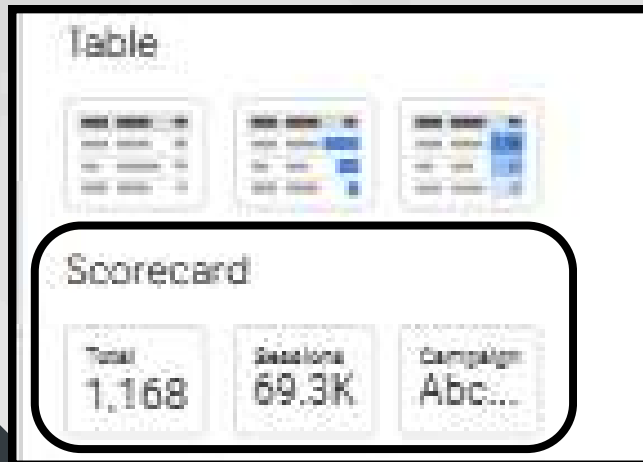 Table
Scorecard
Total
1,168
Sessions
69.3K
Campaign
Abc...